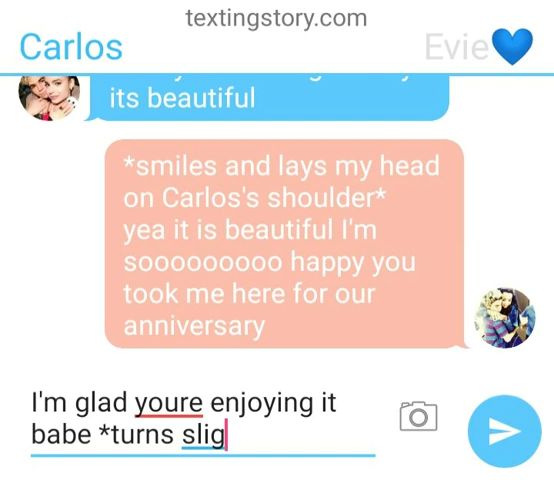 textingstory.com
Carlos
Evie💙
its beautiful
*smiles and lays my head
on Carlos's shoulder*
yea it is beautiful I'm
sooooooooo happy you
took me here for our
anniversary
I'm glad youre enjoying it
babe *turns slig